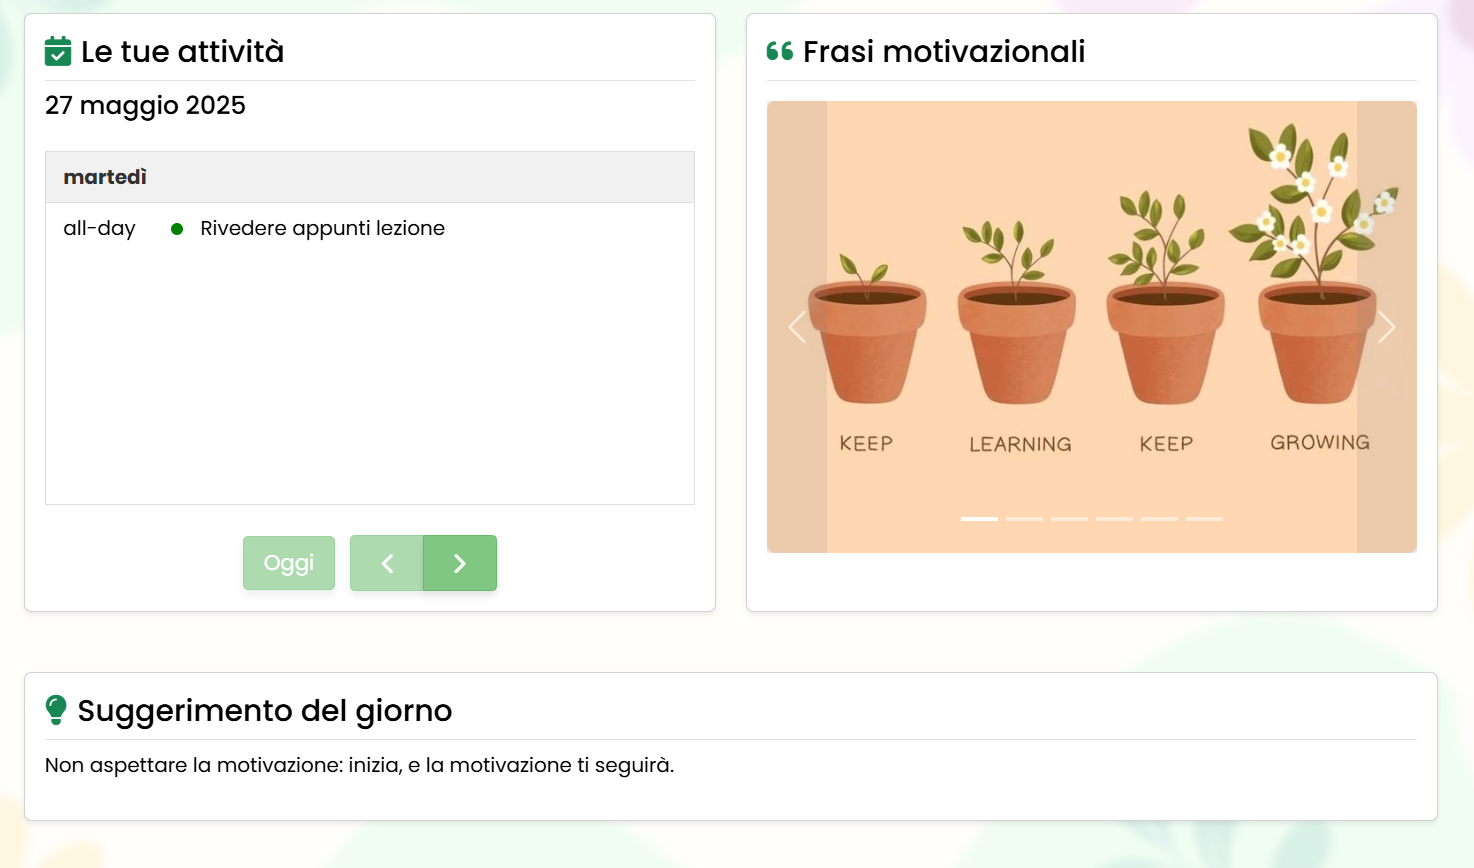 Le tue attività
27 maggio 2025
martedì
all-day Rivedere appunti lezione
Oggi
Frasi motivazionali
KEEP LEARNING KEEP GROWING
Suggerimento del giorno
Non aspettare la motivazione: inizia, e la motivazione ti seguirà.